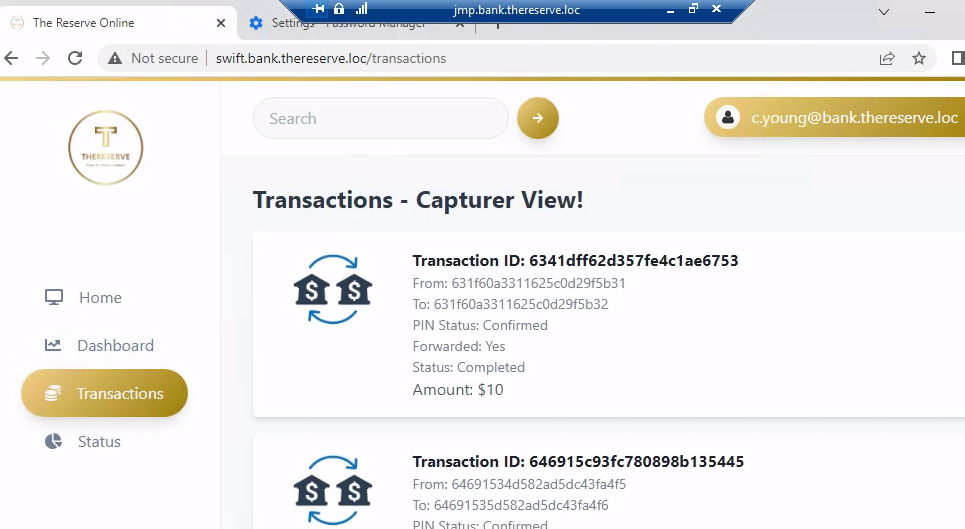 jmp.bank.thereserve.loc
The Reserve Online
Settings - Password Manager
Not secure
swift.bank.thereserve.loc/transactions
THERESERVE
Search
c.young@bank.thereserve.loc
Transactions - Capturer View!
Home
Dashboard
Transactions
Status
Transaction ID: 6341dff62d357fe4c1ae6753
From: 631f60a3311625c0d29f5b31
To: 631f60a3311625c0d29f5b32
PIN Status: Confirmed
Forwarded: Yes
Status: Completed
Amount: $10
Transaction ID: 646915c93fc780898b135445
From: 64691534d582ad5dc43fa4f5
To: 64691535d582ad5dc43fa4f6
PIN Status: Confirmed